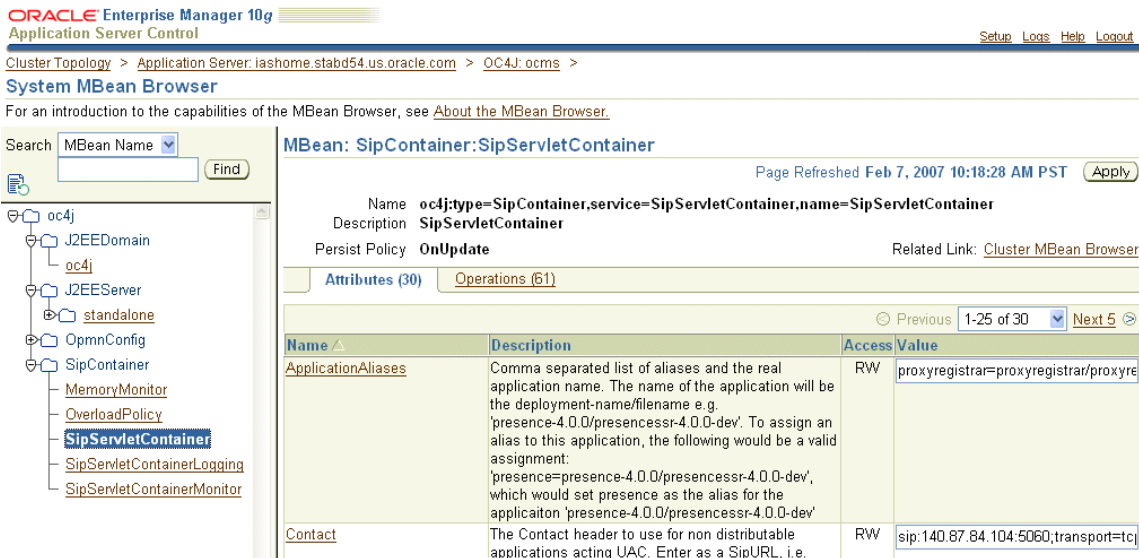 ORACLE Enterprise Manager 10g
Application Server Control
Setup Logs Help Logout
Cluster Topology > Application Server: iashome.stabd54.us.oracle.com > OC4J: ocms >
System MBean Browser
For an introduction to the capabilities of the MBean Browser, see About the MBean Browser.
Search MBean Name
Find
oc4j
J2EEDomain
oc4j
J2EEServer
standalone
OpmnConfig
SipContainer
MemoryMonitor
OverloadPolicy
SipServletContainer
SipServletContainerLogging
SipServletContainerMonitor
MBean: SipContainer:SipServletContainer
Page Refreshed Feb 7, 2007 10:18:28 AM PST Apply
Name oc4j:type=SipContainer,service=SipServletContainer,name=SipServletContainer
Description SipServletContainer
Persist Policy OnUpdate
Related Link: Cluster MBean Browser
Attributes (30) Operations (61)
Previous 1-25 of 30 Next 5
Name Description Access Value
ApplicationAliases
Comma separated list of aliases and the real
application name. The name of the application will be
the deployment-name/filename e.g.
'presence-4.0.0/presencessr-4.0.0-dev'. To assign an
alias to this application, the following would be a valid
assignment:
'presence=presence-4.0.0/presencessr-4.0.0-dev',
which would set presence as the alias for the
applicaiton 'presence-4.0.0/presencessr-4.0.0-dev'
RW
proxyregistrar=proxyregistrar/proxyre
Contact
The Contact header to use for non distributable
applications acting UAC. Enter as a SipURL, i.e.
RW
sip:140.87.84.104:5060;transport=tc